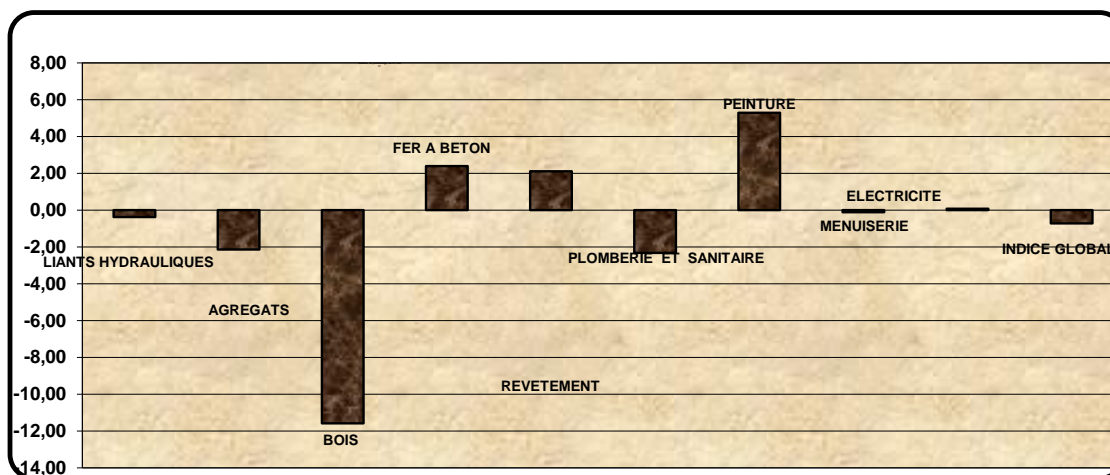 8,00
6,00
4,00
2,00
0,00
-2,00
-4,00
-6,00
-8,00
-10,00
-12,00
-14,00
PEINTURE
FER A BETON
ELECTRICITE
MENUISERIE
INDICE GLOBAL
LIANTS HYDRAULIQUES
PLOMBERIE ET SANITAIRE
AGREGATS
REVETEMENT
BOIS